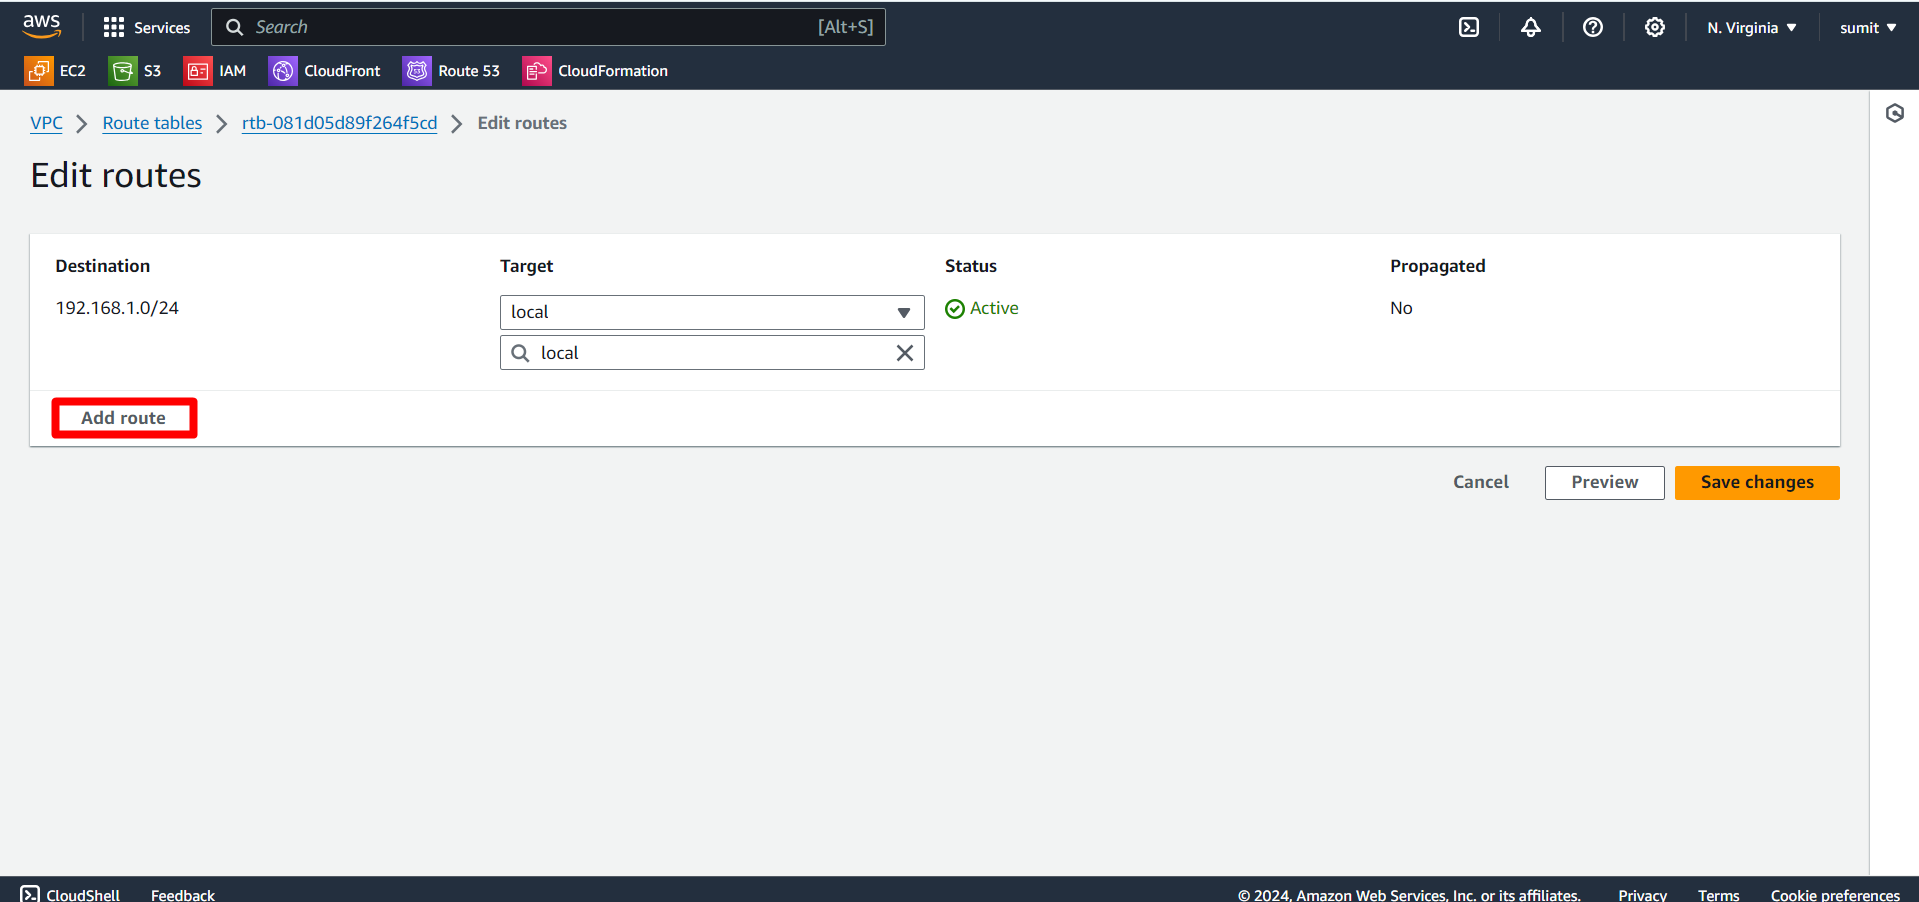 aws Services Search [Alt+S] N. Virginia sumit
EC2 S3 IAM CloudFront Route 53 CloudFormation
VPC Route tables rtb-081d05d89f264f5cd Edit routes
Edit routes
Destination Target Status Propagated
192.168.1.0/24 local Active No
local
Add route
Cancel Preview Save changes
CloudShell Feedback © 2024, Amazon Web Services, Inc. or its affiliates. Privacy Terms Cookie preferences